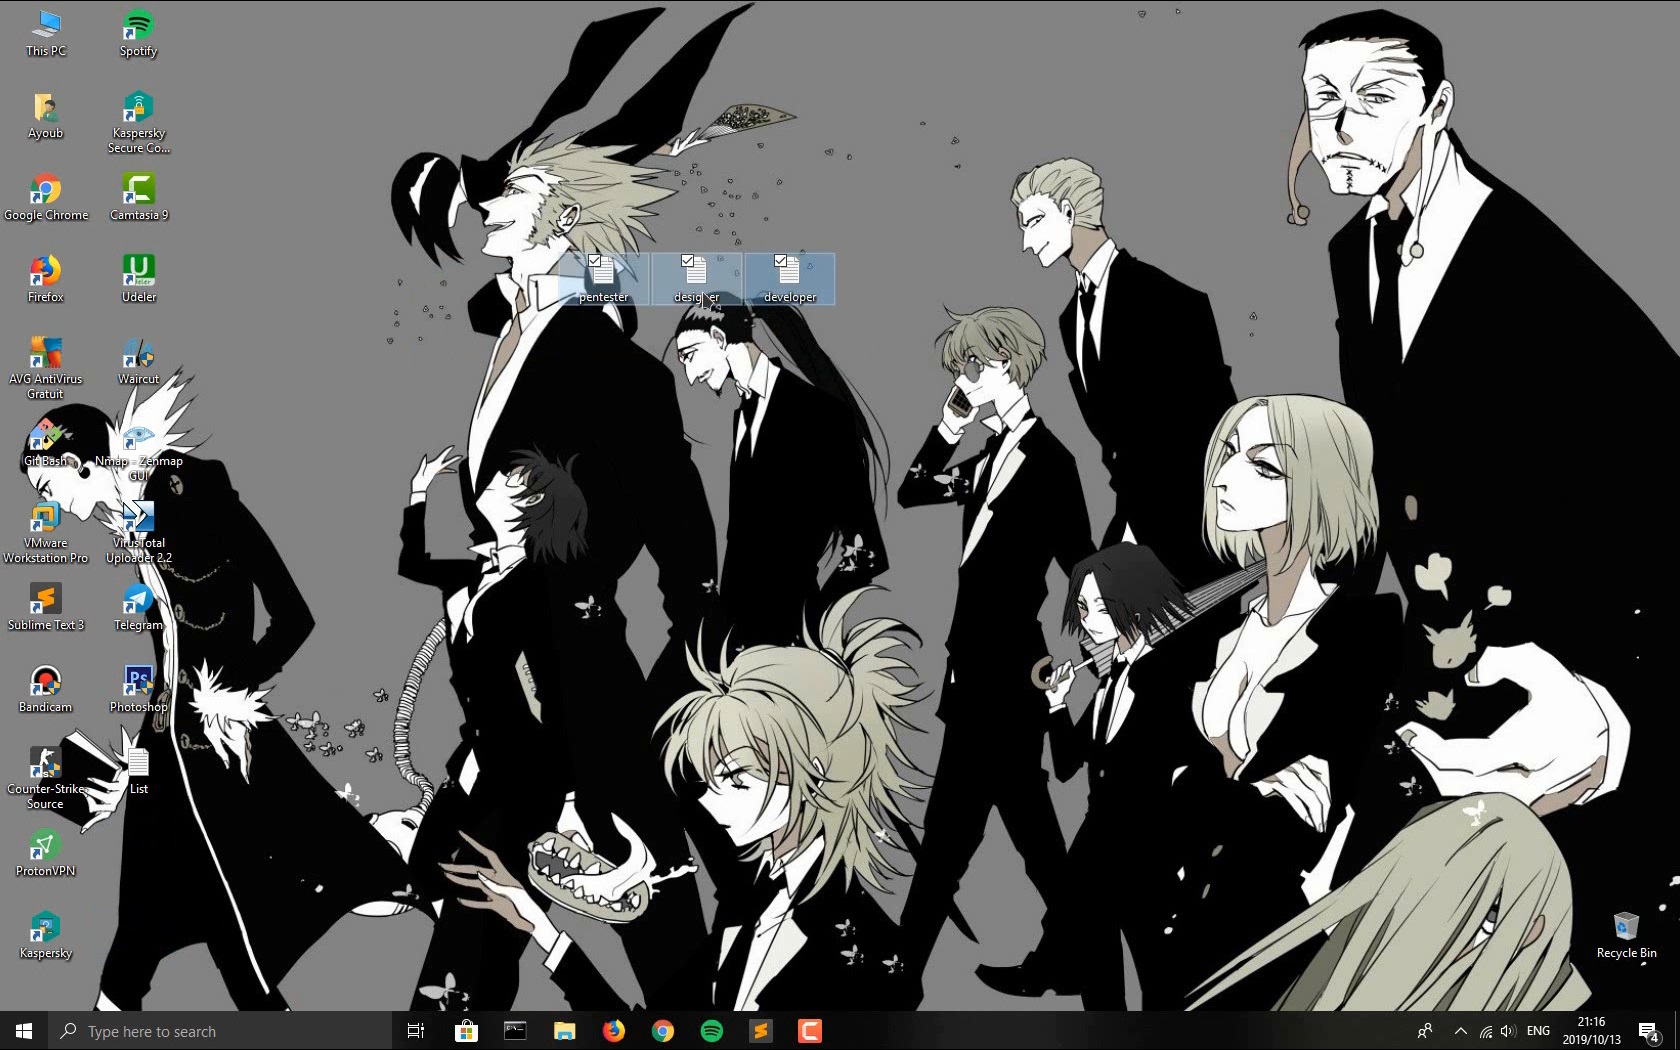 This PC
Spotify
Ayoub
Kaspersky
Secure Co...
Google Chrome
Camtasia 9
Firefox
Udeler
AVG AntiVirus
Gratuit
Waircut
Git Bash
Nmap - Zenmap
GUI
VMware
Workstation Pro
VirusTotal
Uploader 2.2
Sublime Text 3
Telegram
Bandicam
Photoshop
Counter-Strike
Source
List
ProtonVPN
Kaspersky
pentester
designer
developer
Recycle Bin
Type here to search
ENG
21:16
2019/10/13
4